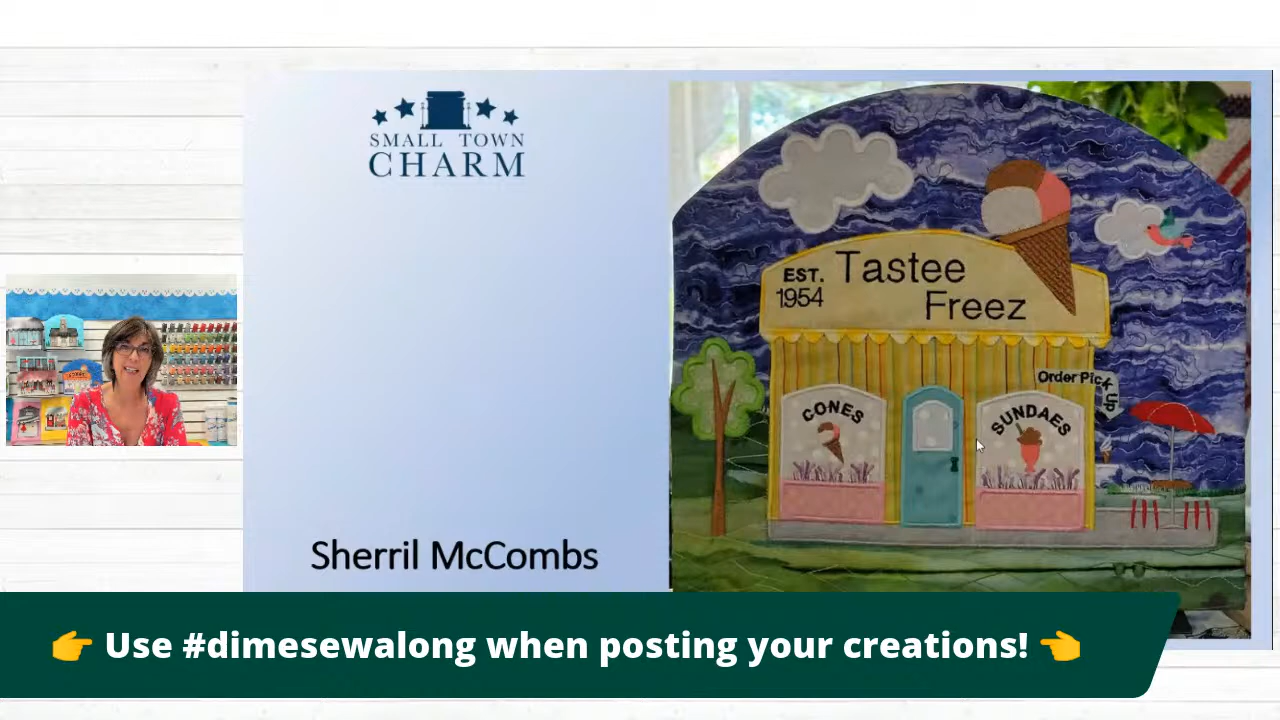 SMALL TOWN
CHARM
EST.
1954
Tastee
Freez
Order Pick Up
CONES
SUNDAES
Sherril McCombs
👉 Use #dimesewalong when posting your creations! 👈